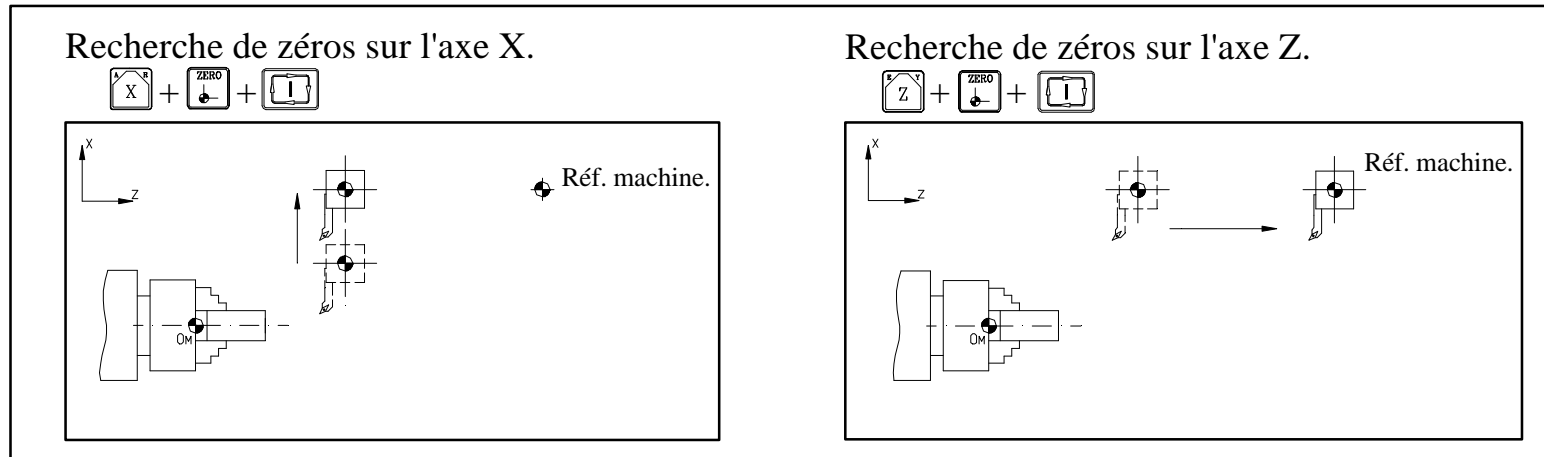 Recherche de zéros sur l'axe X.
A R X + ZERO + I
X
Réf. machine.
Z
OM
Recherche de zéros sur l'axe Z.
E Y Z + ZERO + I
X
Réf. machine.
Z
OM